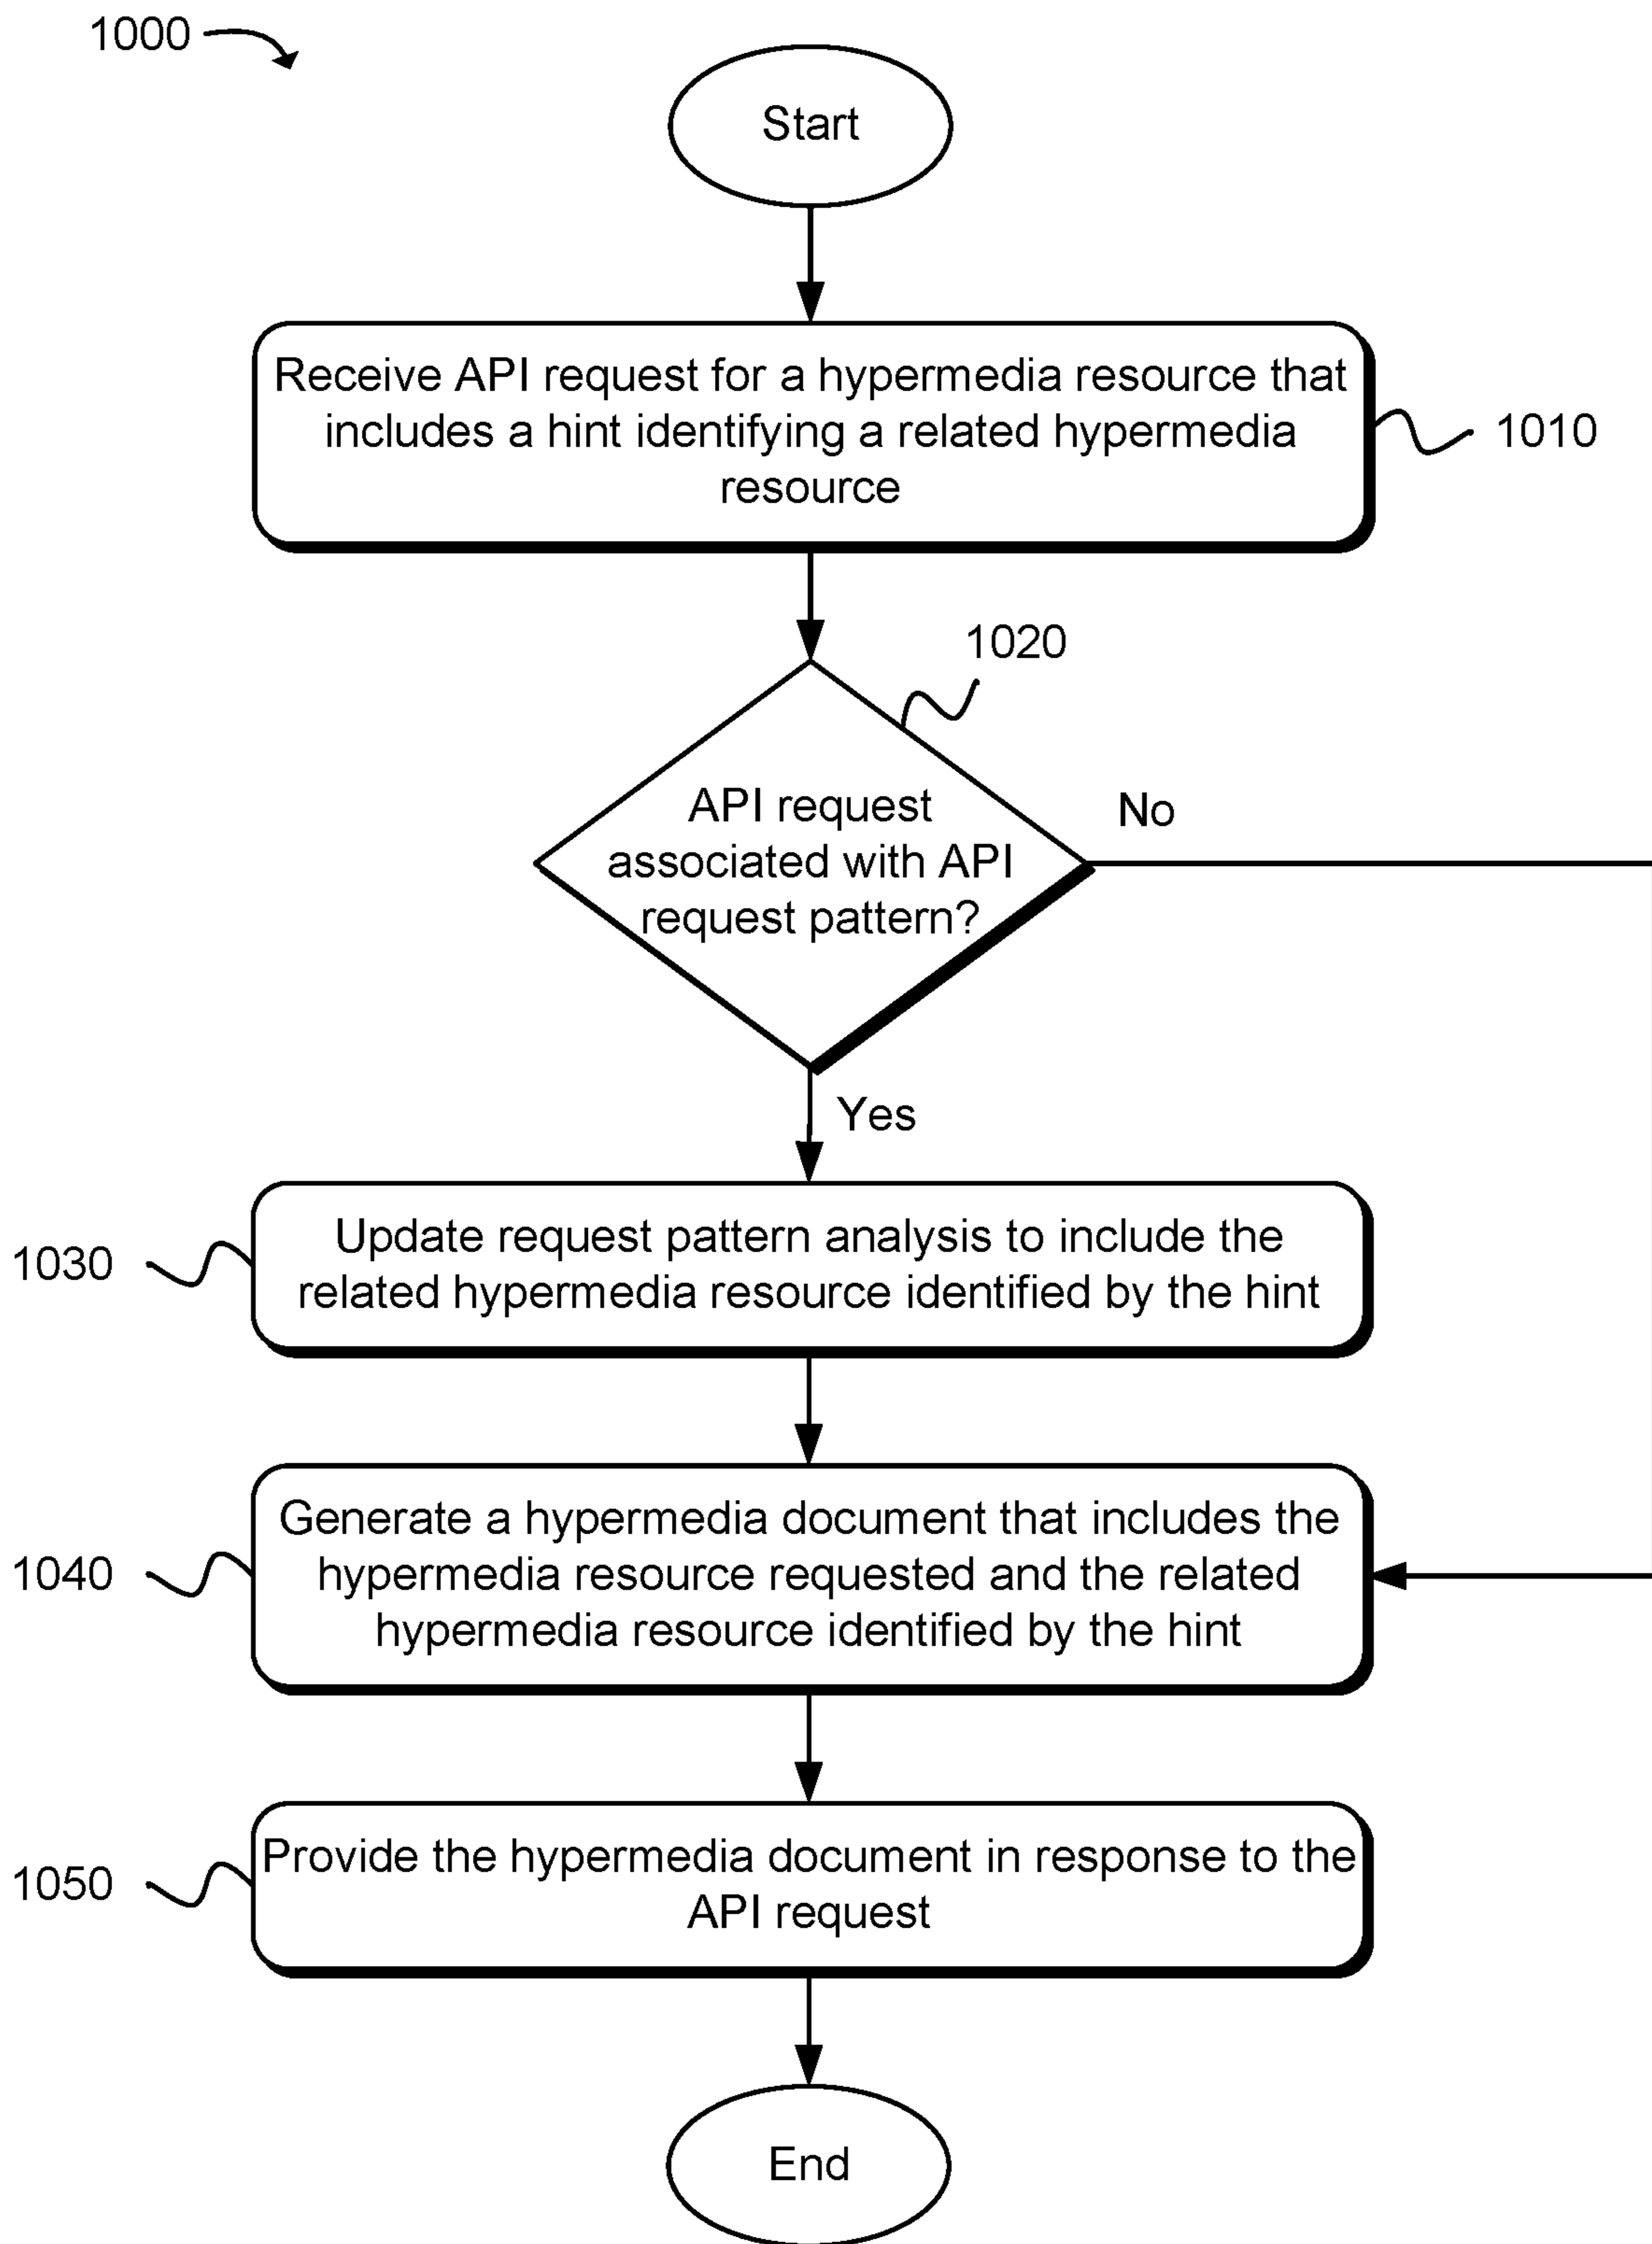 1000
Start
Receive API request for a hypermedia resource that
includes a hint identifying a related hypermedia
resource
1010
1020
API request
associated with API
request pattern?
No
Yes
Update request pattern analysis to include the
related hypermedia resource identified by the hint
1030
Generate a hypermedia document that includes the
hypermedia resource requested and the related
hypermedia resource identified by the hint
1040
Provide the hypermedia document in response to the
API request
1050
End